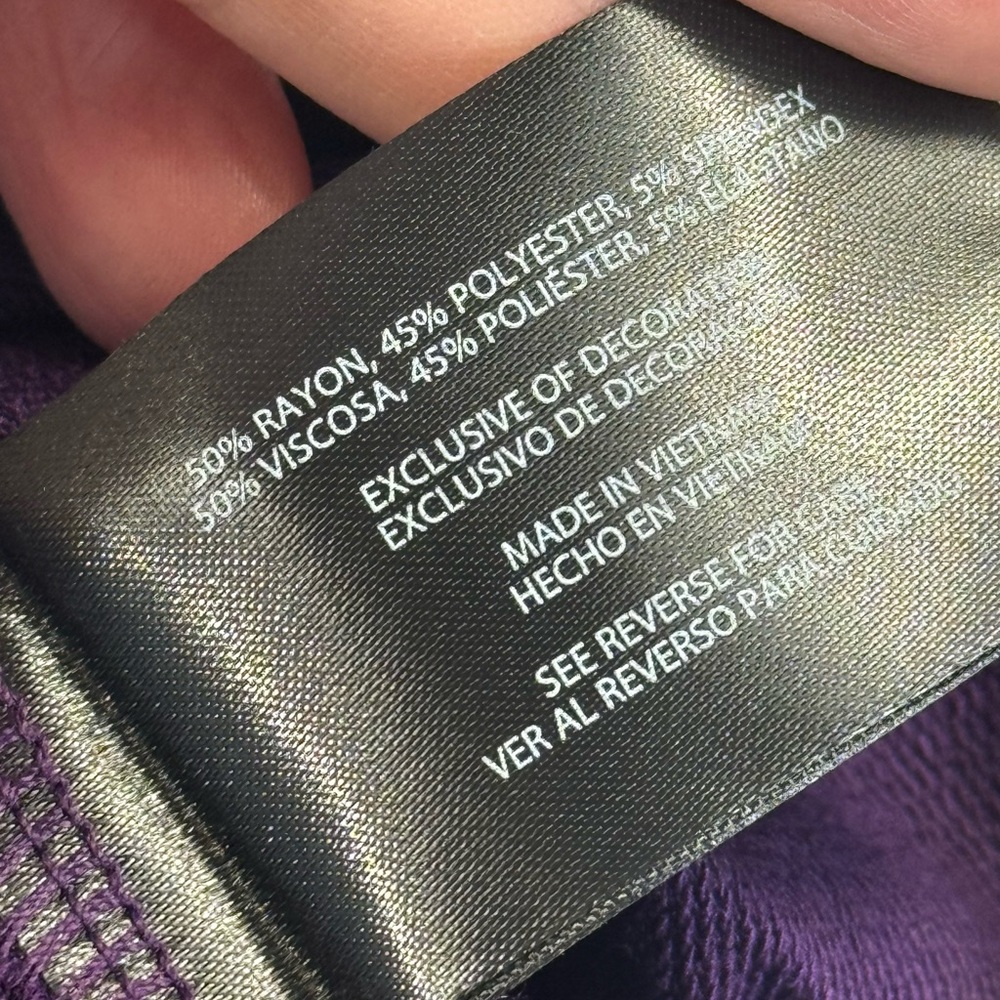 50% RAYON, 45% POLYESTER, 5% SPANDEX
50% VISCOSA, 45% POLIÉSTER, 5% ELASTANO
EXCLUSIVE OF DECORATION
EXCLUSIVO DE DECORACIÓN
MADE IN VIETNAM
HECHO EN VIETNAM
SEE REVERSE FOR CARE
VER AL REVERSO PARA CUIDADO